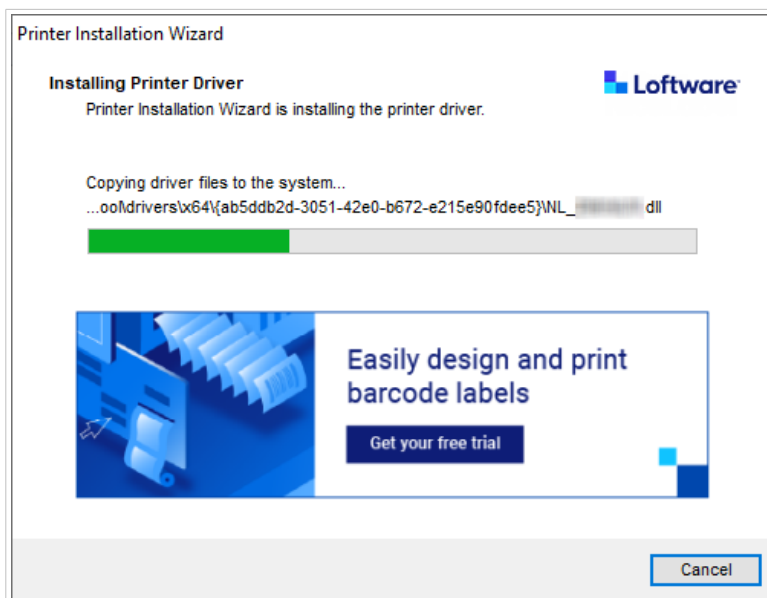 Printer Installation Wizard
Installing Printer Driver
Loftware
Printer Installation Wizard is installing the printer driver.
Copying driver files to the system...
...ool\drivers\x64\{ab5ddb2d-3051-42e0-b672-e215e90fdee5}\NL_ dll
Easily design and print
barcode labels
Get your free trial
Cancel